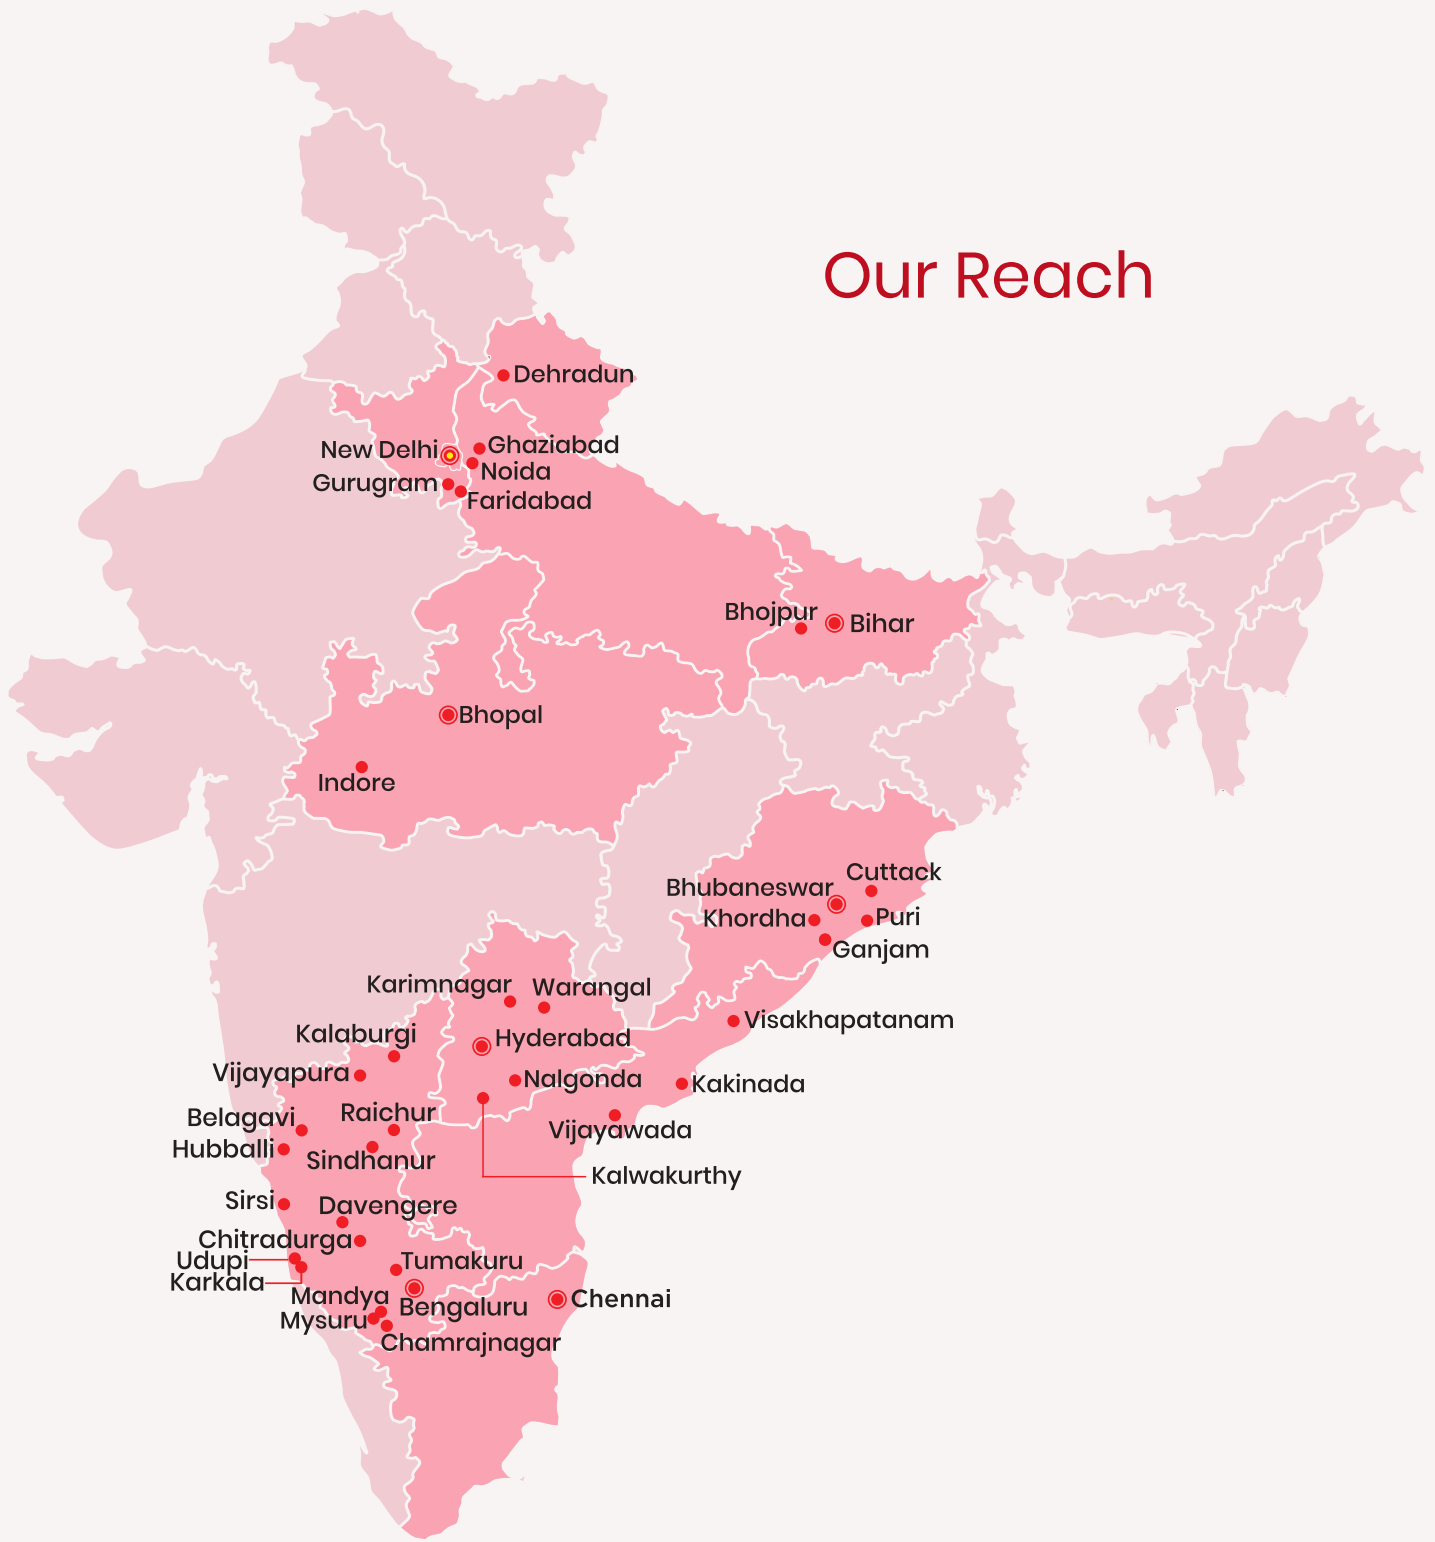 Our Reach
Dehradun
Ghaziabad
New Delhi
Noida
Gurugram
Faridabad
Bhojpur
Bihar
Bhopal
Indore
Cuttack
Bhubaneswar
Khordha
Puri
Ganjam
Karimnagar
Warangal
Visakhapatanam
Kalaburgi
Hyderabad
Vijayapura
Nalgonda
Kakinada
Raichur
Belagavi
Vijayawada
Hubballi
Sindhanur
Kalwakurthy
Sirsi
Davengere
Chitradurga
Udupi
Tumakuru
Karkala
Mandya
Bengaluru
Chennai
Mysuru
Chamrajnagar